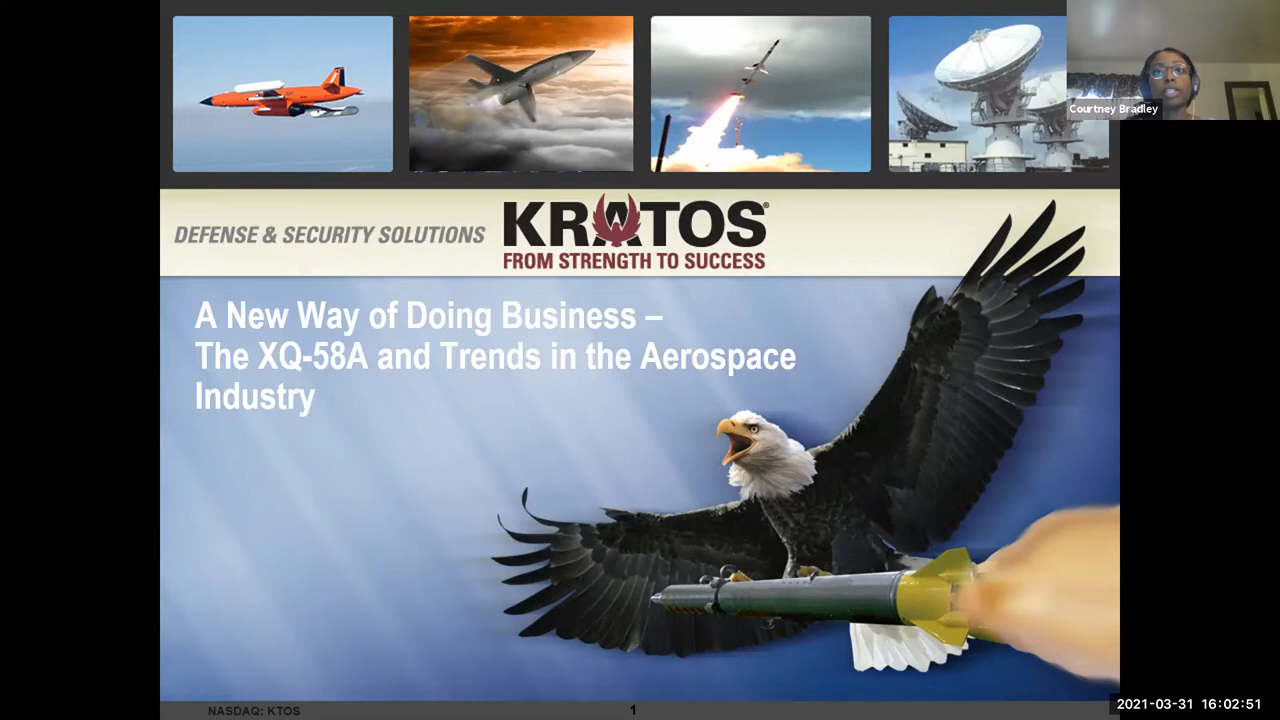 Courtney Bradley
DEFENSE & SECURITY SOLUTIONS
KRATOS®
FROM STRENGTH TO SUCCESS
A New Way of Doing Business –
The XQ-58A and Trends in the Aerospace
Industry
NASDAQ: KTOS
1
2021-03-31 16:02:51